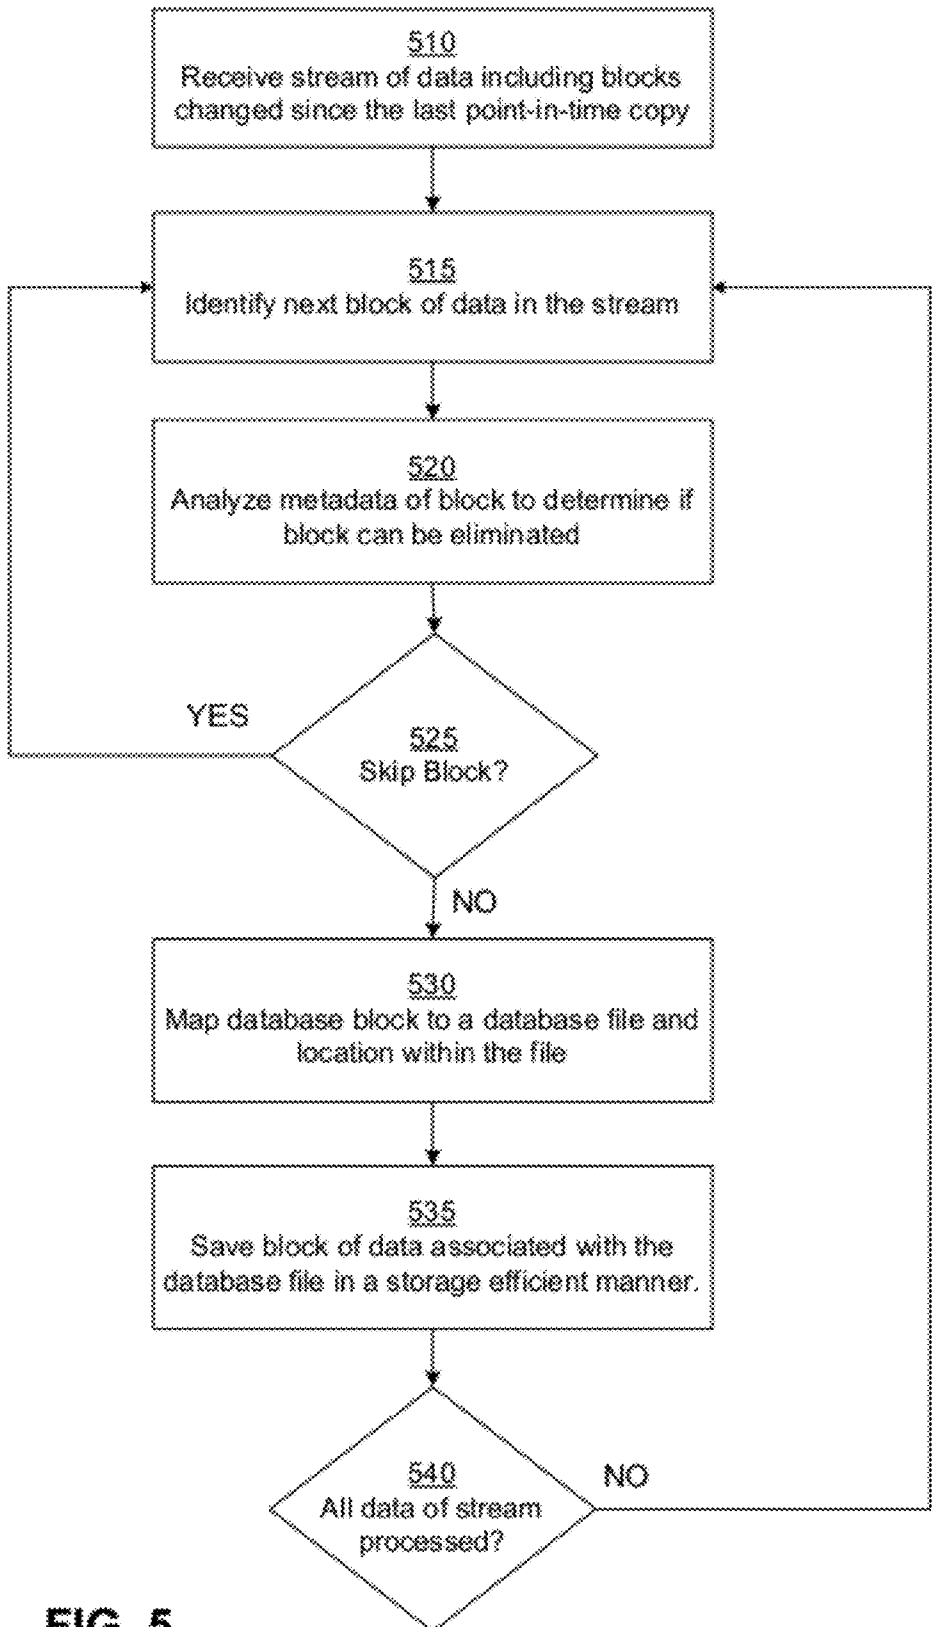 510
Receive stream of data including blocks
changed since the last point-in-time copy
515
Identify next block of data in the stream
520
Analyze metadata of block to determine if
block can be eliminated
YES
525
Skip Block?
NO
530
Map database block to a database file and
location within the file
535
Save block of data associated with the
database file in a storage efficient manner.
540
All data of stream
processed?
NO
FIG. 5